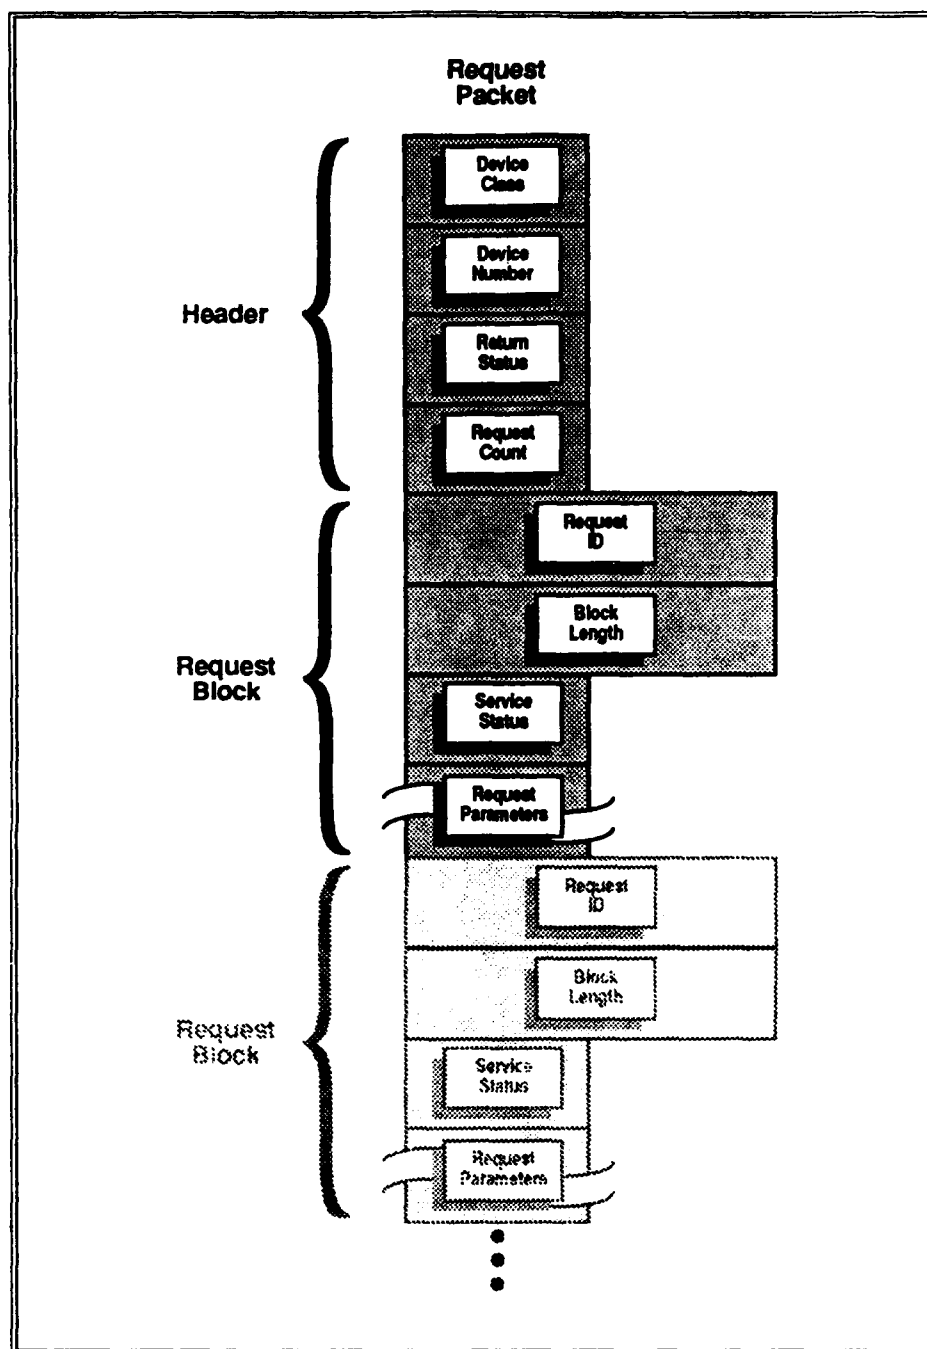 Request
Packet
Device
Class
Device
Number
Header
Return
Status
Request
Count
Request
ID
Block
Length
Request
Block
Service
Status
Request
Parameters
Request
ID
Block
Length
Request
Block
Service
Status
Request
Parameters